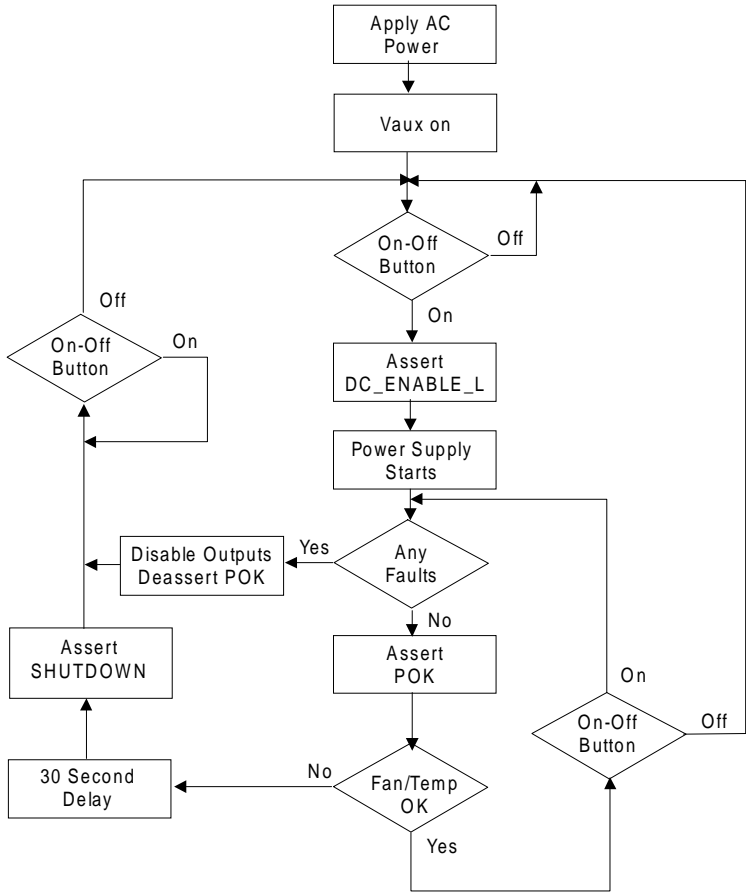 Apply AC
Power
Vaux on
On-Off
Button
Off
On
Off
On-Off
Button
On
Assert
DC_ENABLE_L
Power Supply
Starts
Disable Outputs
Deassert POK
Yes
Any
Faults
No
Assert
SHUTDOWN
Assert
POK
On
On-Off
Button
Off
30 Second
Delay
No
Fan/Temp
OK
Yes